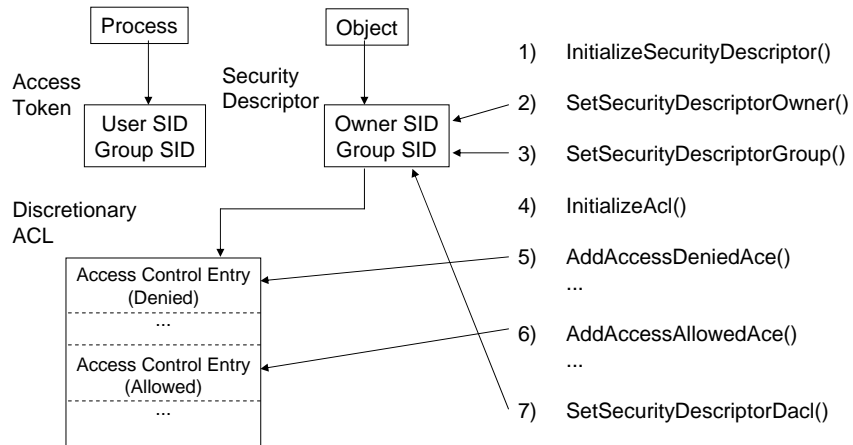 Process
Object
Access
Token
Security
Descriptor
User SID
Group SID
Owner SID
Group SID
Discretionary
ACL
Access Control Entry
(Denied)
...
Access Control Entry
(Allowed)
...
1) InitializeSecurityDescriptor()
2) SetSecurityDescriptorOwner()
3) SetSecurityDescriptorGroup()
4) InitializeAcl()
5) AddAccessDeniedAce()
...
6) AddAccessAllowedAce()
...
7) SetSecurityDescriptorDacl()